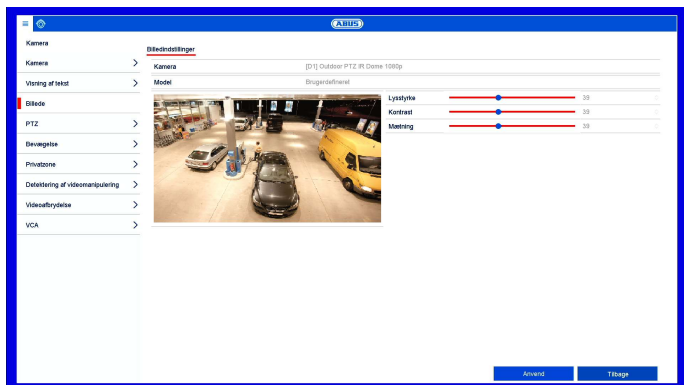 ABUS
Kamera
Kamera
Visning af tekst
Billede
PTZ
Bevægelse
Privatzone
Detektering af videomanipulering
Videoafbrydelse
VCA
Billedindstillinger
Kamera [D1] Outdoor PTZ IR Dome 1080p
Model Brugerdefineret
Lysstyrke 39
Kontrast 39
Mætning 39
Anvend Tilbage